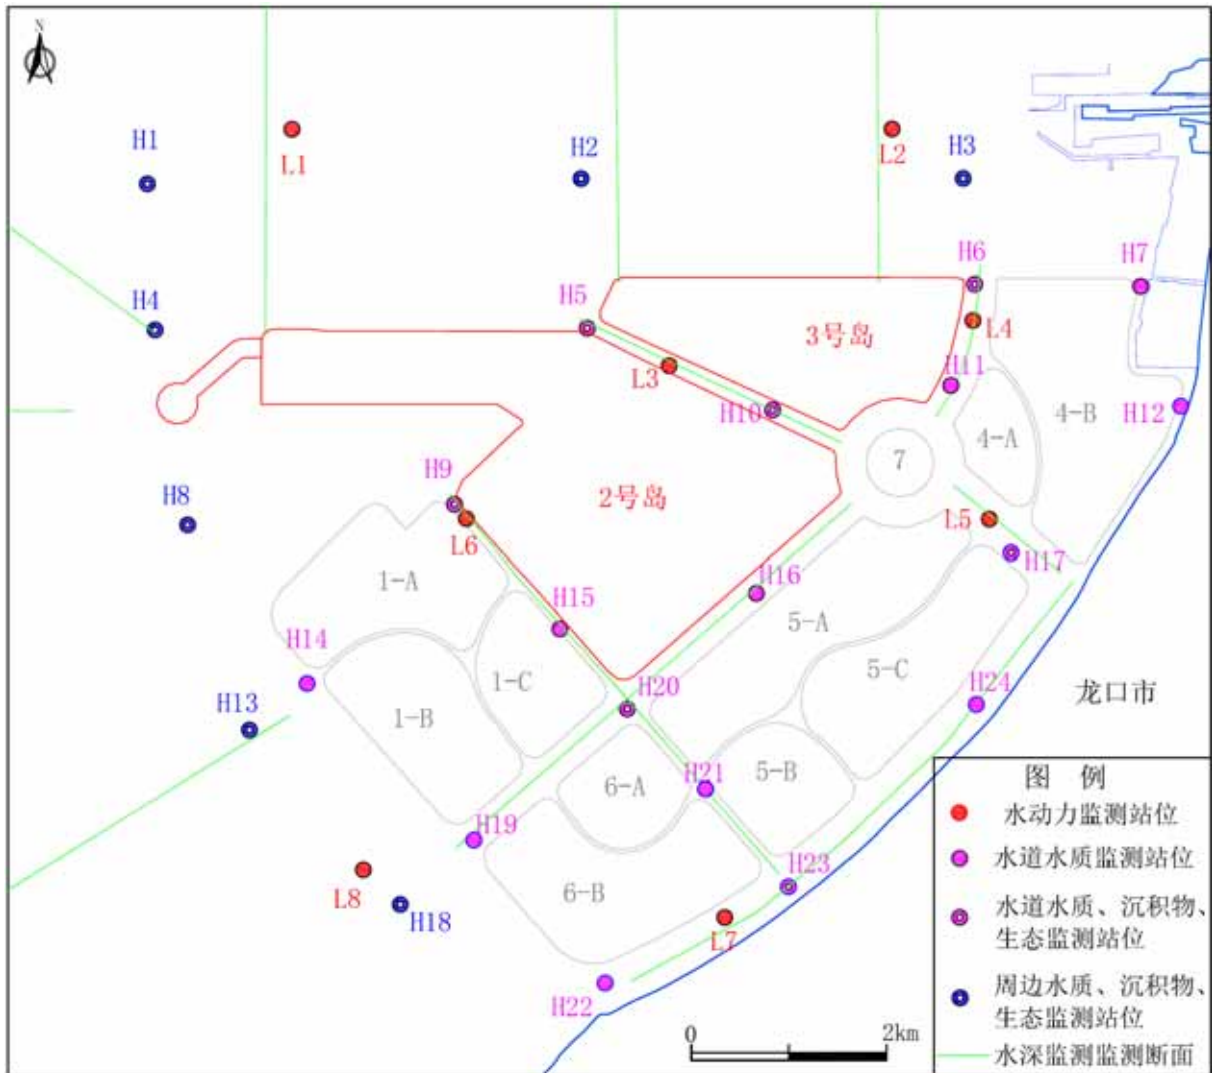 N
H1
L1
H2
L2
H3
H4
H5
H6
H7
3号岛
L4
L3
H11
H10
4-B
H12
4-A
7
H9
H8
2号岛
L5
L6
H17
1-A
H16
H15
5-A
H14
1-C
5-C
H20
H24
龙口市
H13
1-B
5-B
H21
6-A
H19
L8
H18
6-B
H23
L7
H22
0
2km
图 例
水动力监测站位
水道水质监测站位
水道水质、沉积物、
生态监测站位
周边水质、沉积物、
生态监测站位
水深监测监测断面